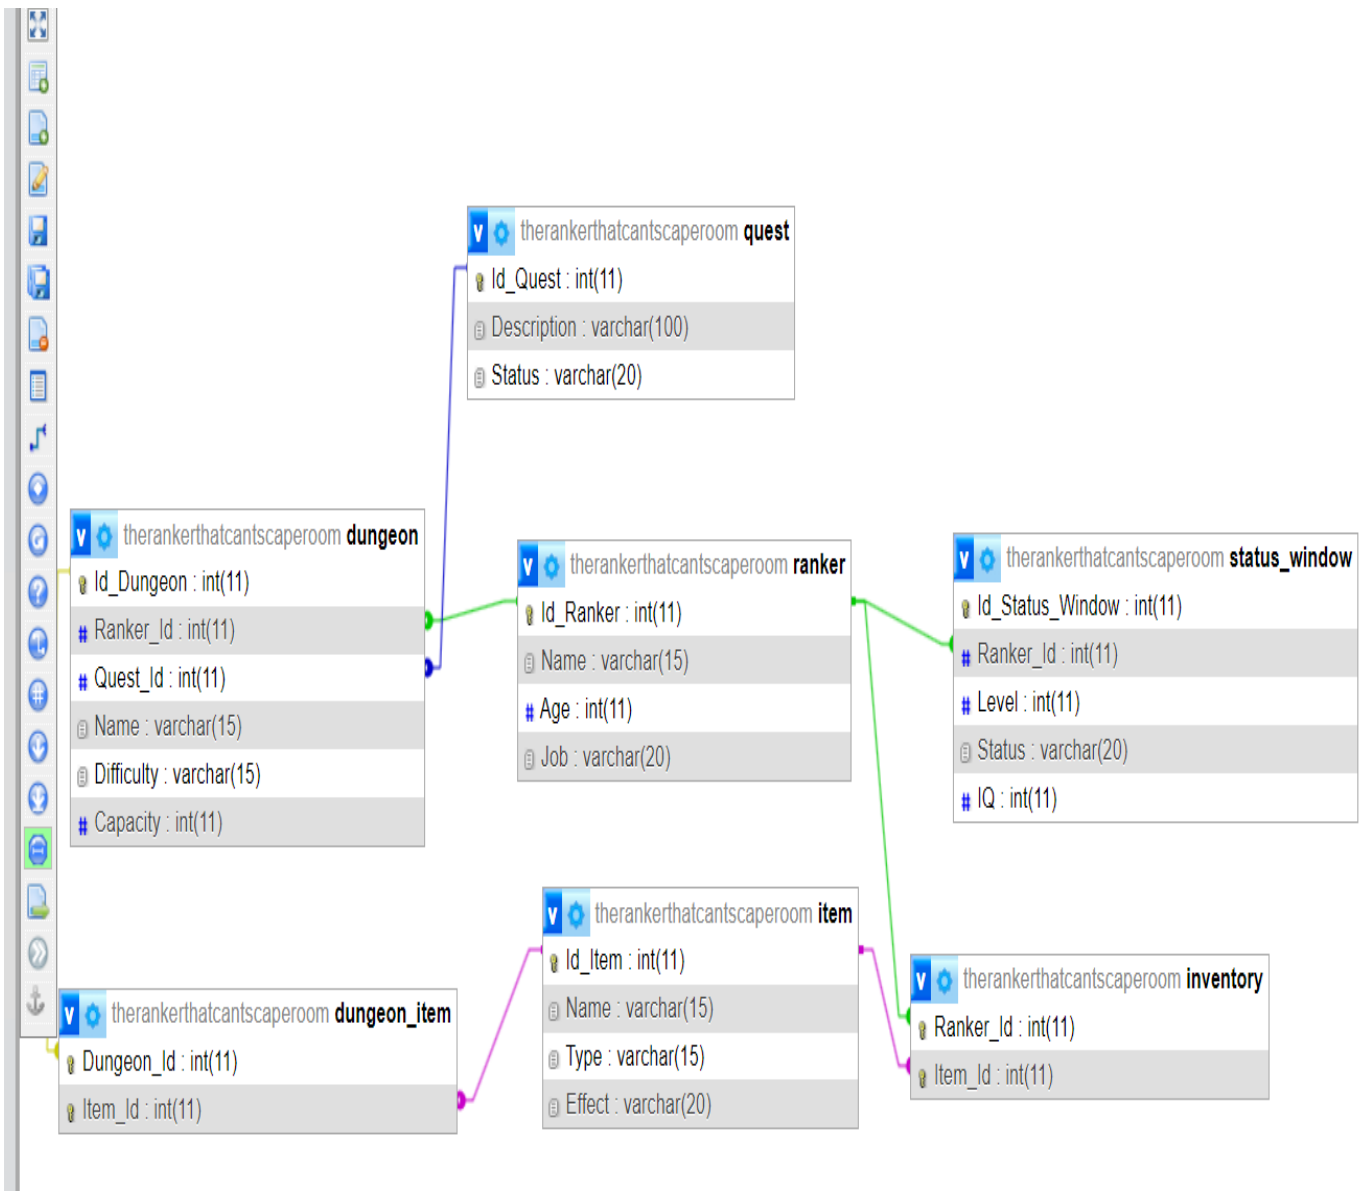 v therankerthatcantscaperoom quest
Id_Quest : int(11)
Description : varchar(100)
Status : varchar(20)
v therankerthatcantscaperoom dungeon
Id_Dungeon : int(11)
# Ranker_Id : int(11)
# Quest_Id : int(11)
Name : varchar(15)
Difficulty : varchar(15)
# Capacity : int(11)
v therankerthatcantscaperoom ranker
Id_Ranker : int(11)
Name : varchar(15)
# Age : int(11)
Job : varchar(20)
v therankerthatcantscaperoom status_window
Id_Status_Window : int(11)
# Ranker_Id : int(11)
# Level : int(11)
Status : varchar(20)
# IQ : int(11)
v therankerthatcantscaperoom item
Id_Item : int(11)
Name : varchar(15)
Type : varchar(15)
Effect : varchar(20)
v therankerthatcantscaperoom inventory
Ranker_Id : int(11)
Item_Id : int(11)
v therankerthatcantscaperoom dungeon_item
Dungeon_Id : int(11)
Item_Id : int(11)